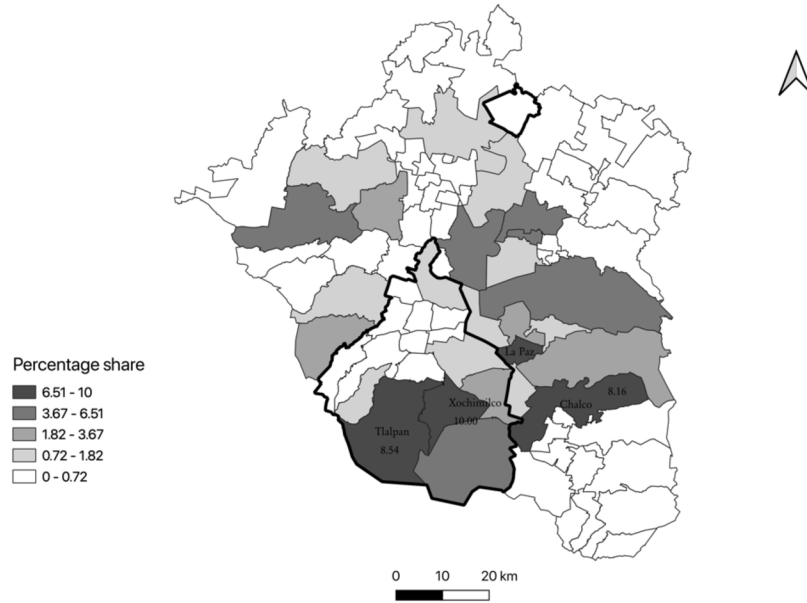 La Paz
8.16
Chalco
Xochimilco
10.00
Tlalpan
8.54
Percentage share
6.51 - 10
3.67 - 6.51
1.82 - 3.67
0.72 - 1.82
0 - 0.72
0 10 20 km